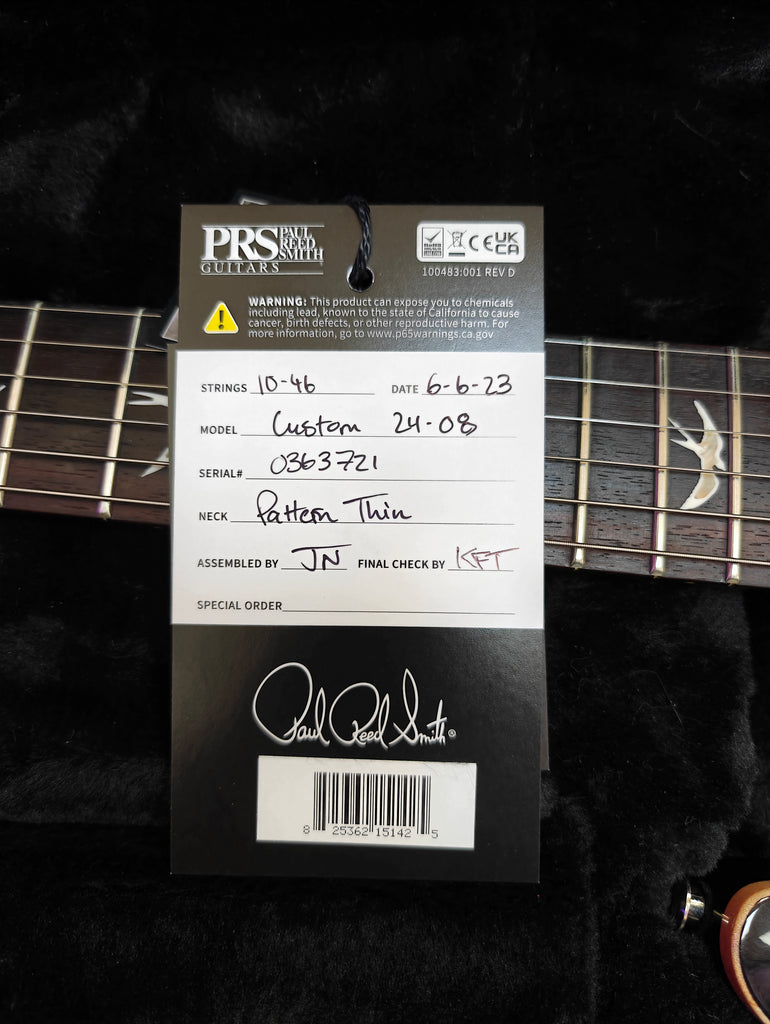 PRS PAUL REED SMITH
GUITARS
CE UK CA
100483:001 REV D
WARNING: This product can expose you to chemicals
including lead, known to the state of California to cause
cancer, birth defects, or other reproductive harm. For
more information, go to www.p65warnings.ca.gov
STRINGS 10-46 DATE 6-6-23
MODEL Custom 24-08
SERIAL# 0363721
NECK Pattern Thin
ASSEMBLED BY JN FINAL CHECK BY KFT
SPECIAL ORDER
Paul Reed Smith®
8 25362 15142 5